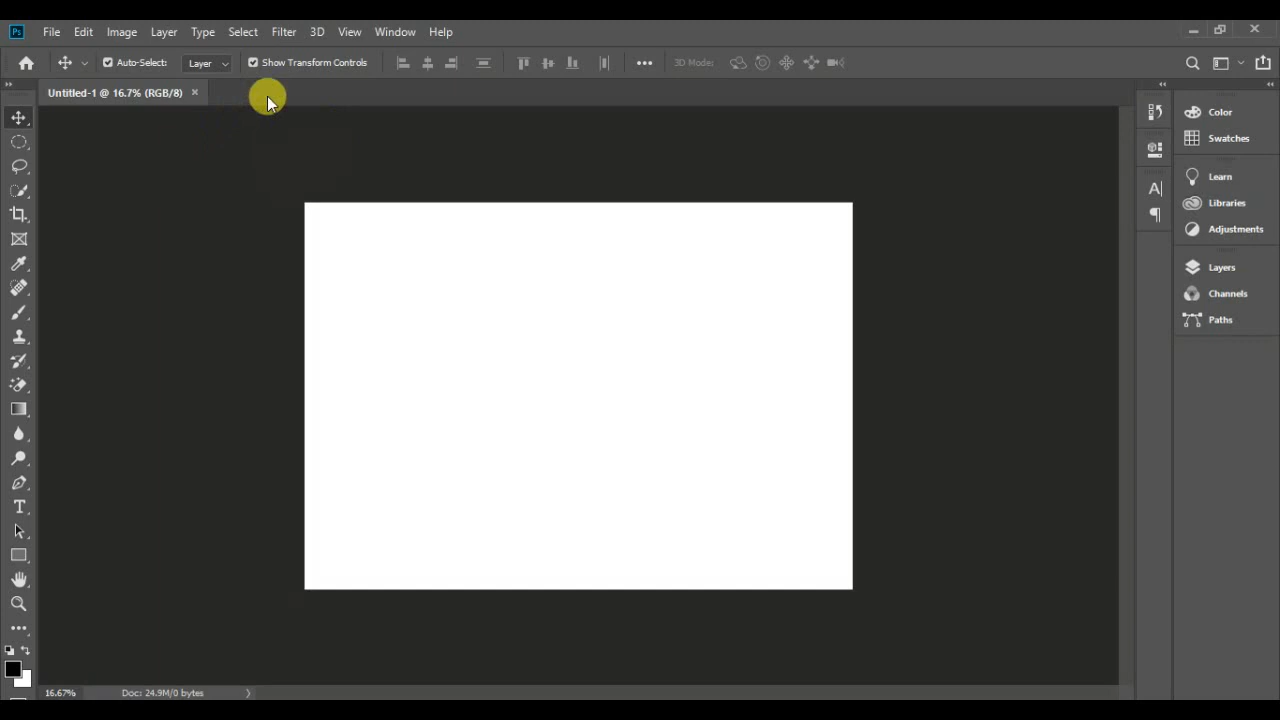 Ps File Edit Image Layer Type Select Filter 3D View Window Help
Auto-Select: Layer Show Transform Controls 3D Mode:
Untitled-1 @ 16.7% (RGB/8) ×
Color
Swatches
Learn
Libraries
Adjustments
Layers
Channels
Paths
16.67% Doc: 24.9M/0 bytes